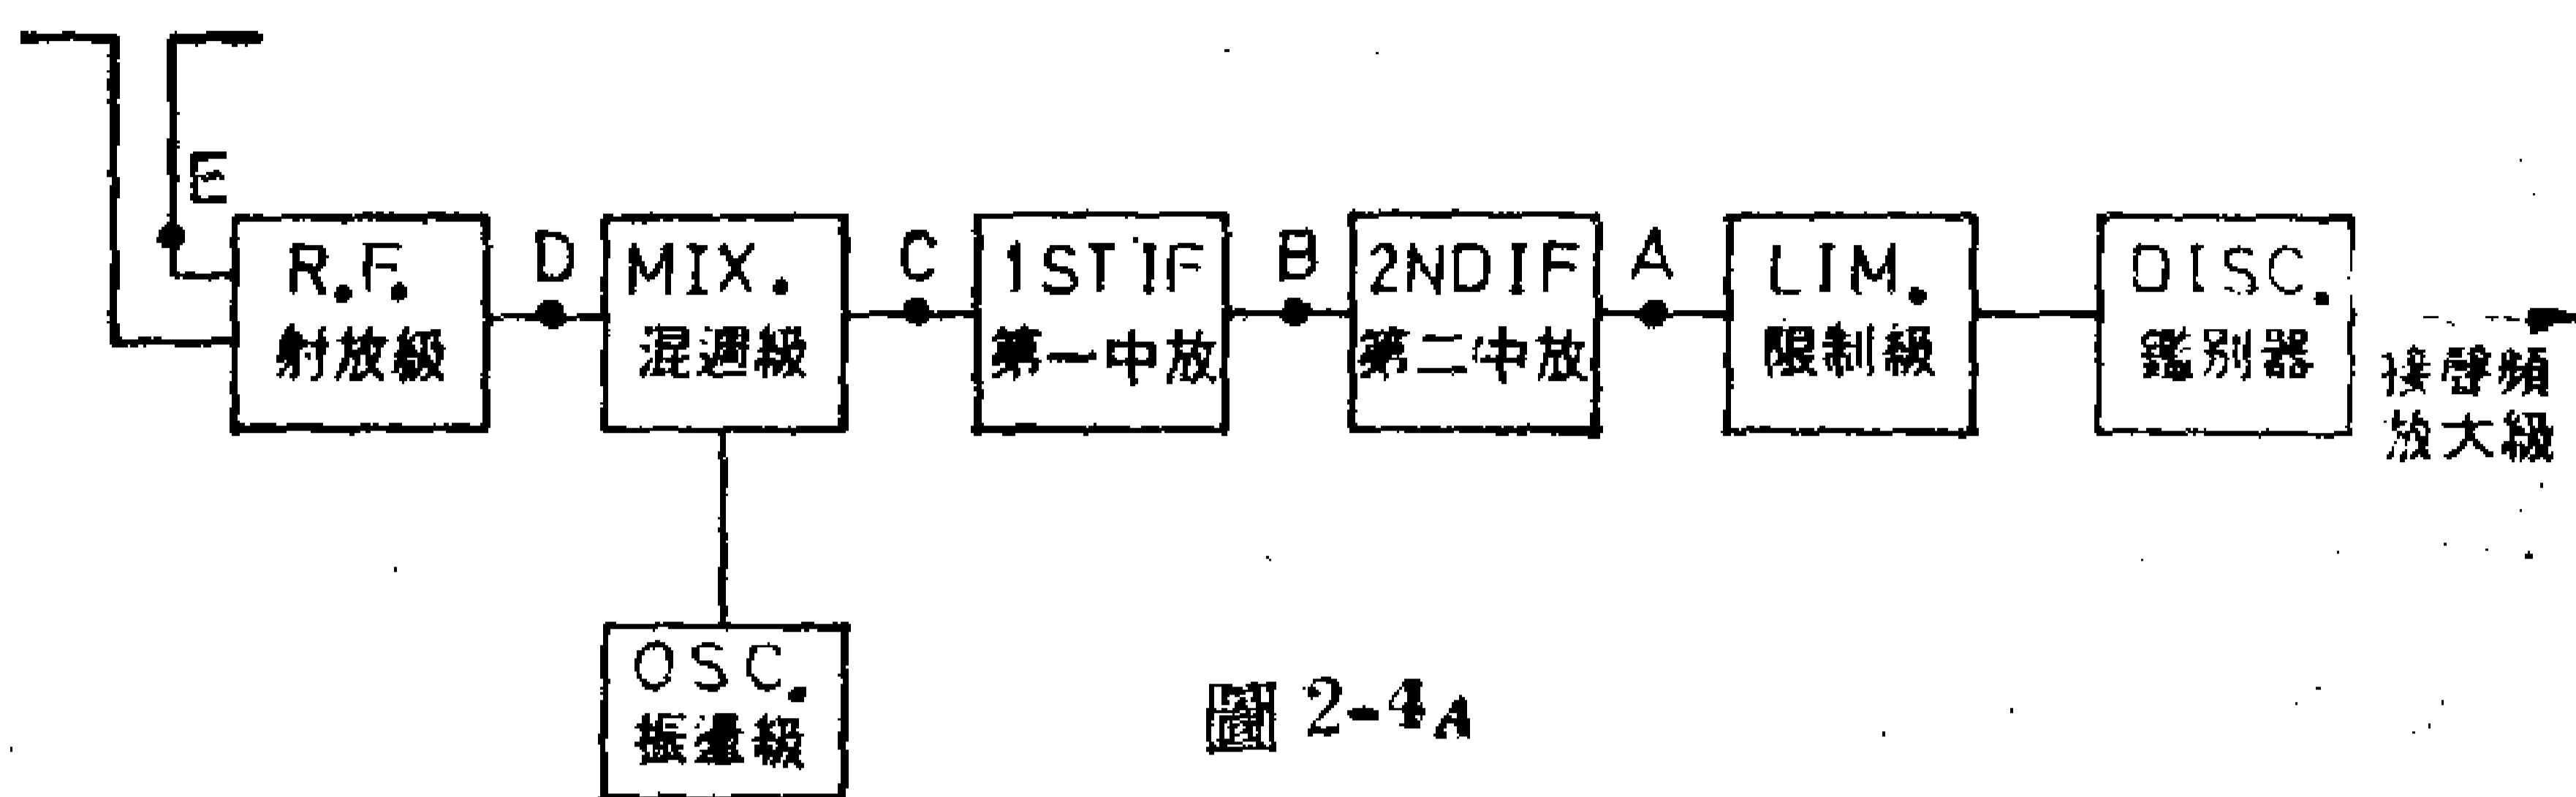 E
R.F.
射放級
D
MIX.
混週級
C
1ST IF
第一中放
B
2NDIF
第二中放
A
LIM.
限制級
DISC.
鑑別器
接聲頻
放大級
OSC.
振盪級
圖 2-4A